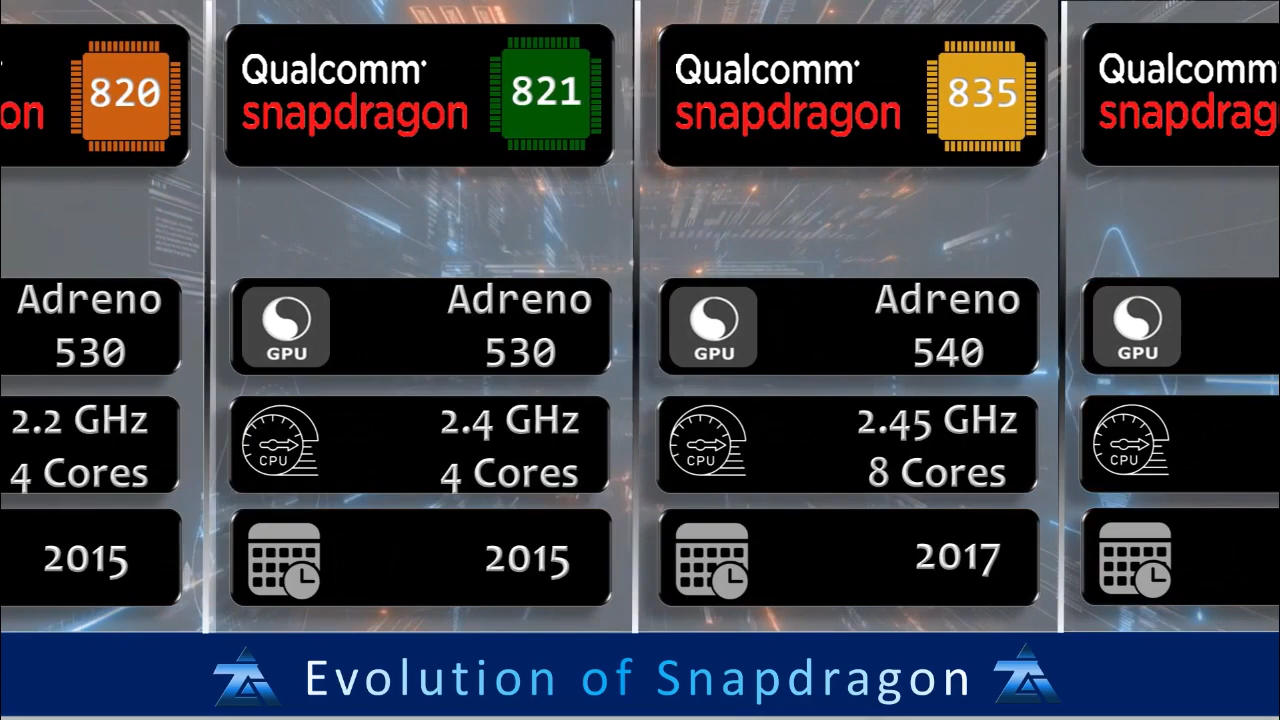 on
820
Adreno
530
2.2 GHz
4 Cores
2015
Qualcomm
snapdragon
821
GPU
Adreno
530
CPU
2.4 GHz
4 Cores
2015
Qualcomm
snapdragon
835
GPU
Adreno
540
CPU
2.45 GHz
8 Cores
2017
Qualcomm
snapdrag
GPU
CPU
Evolution of Snapdragon